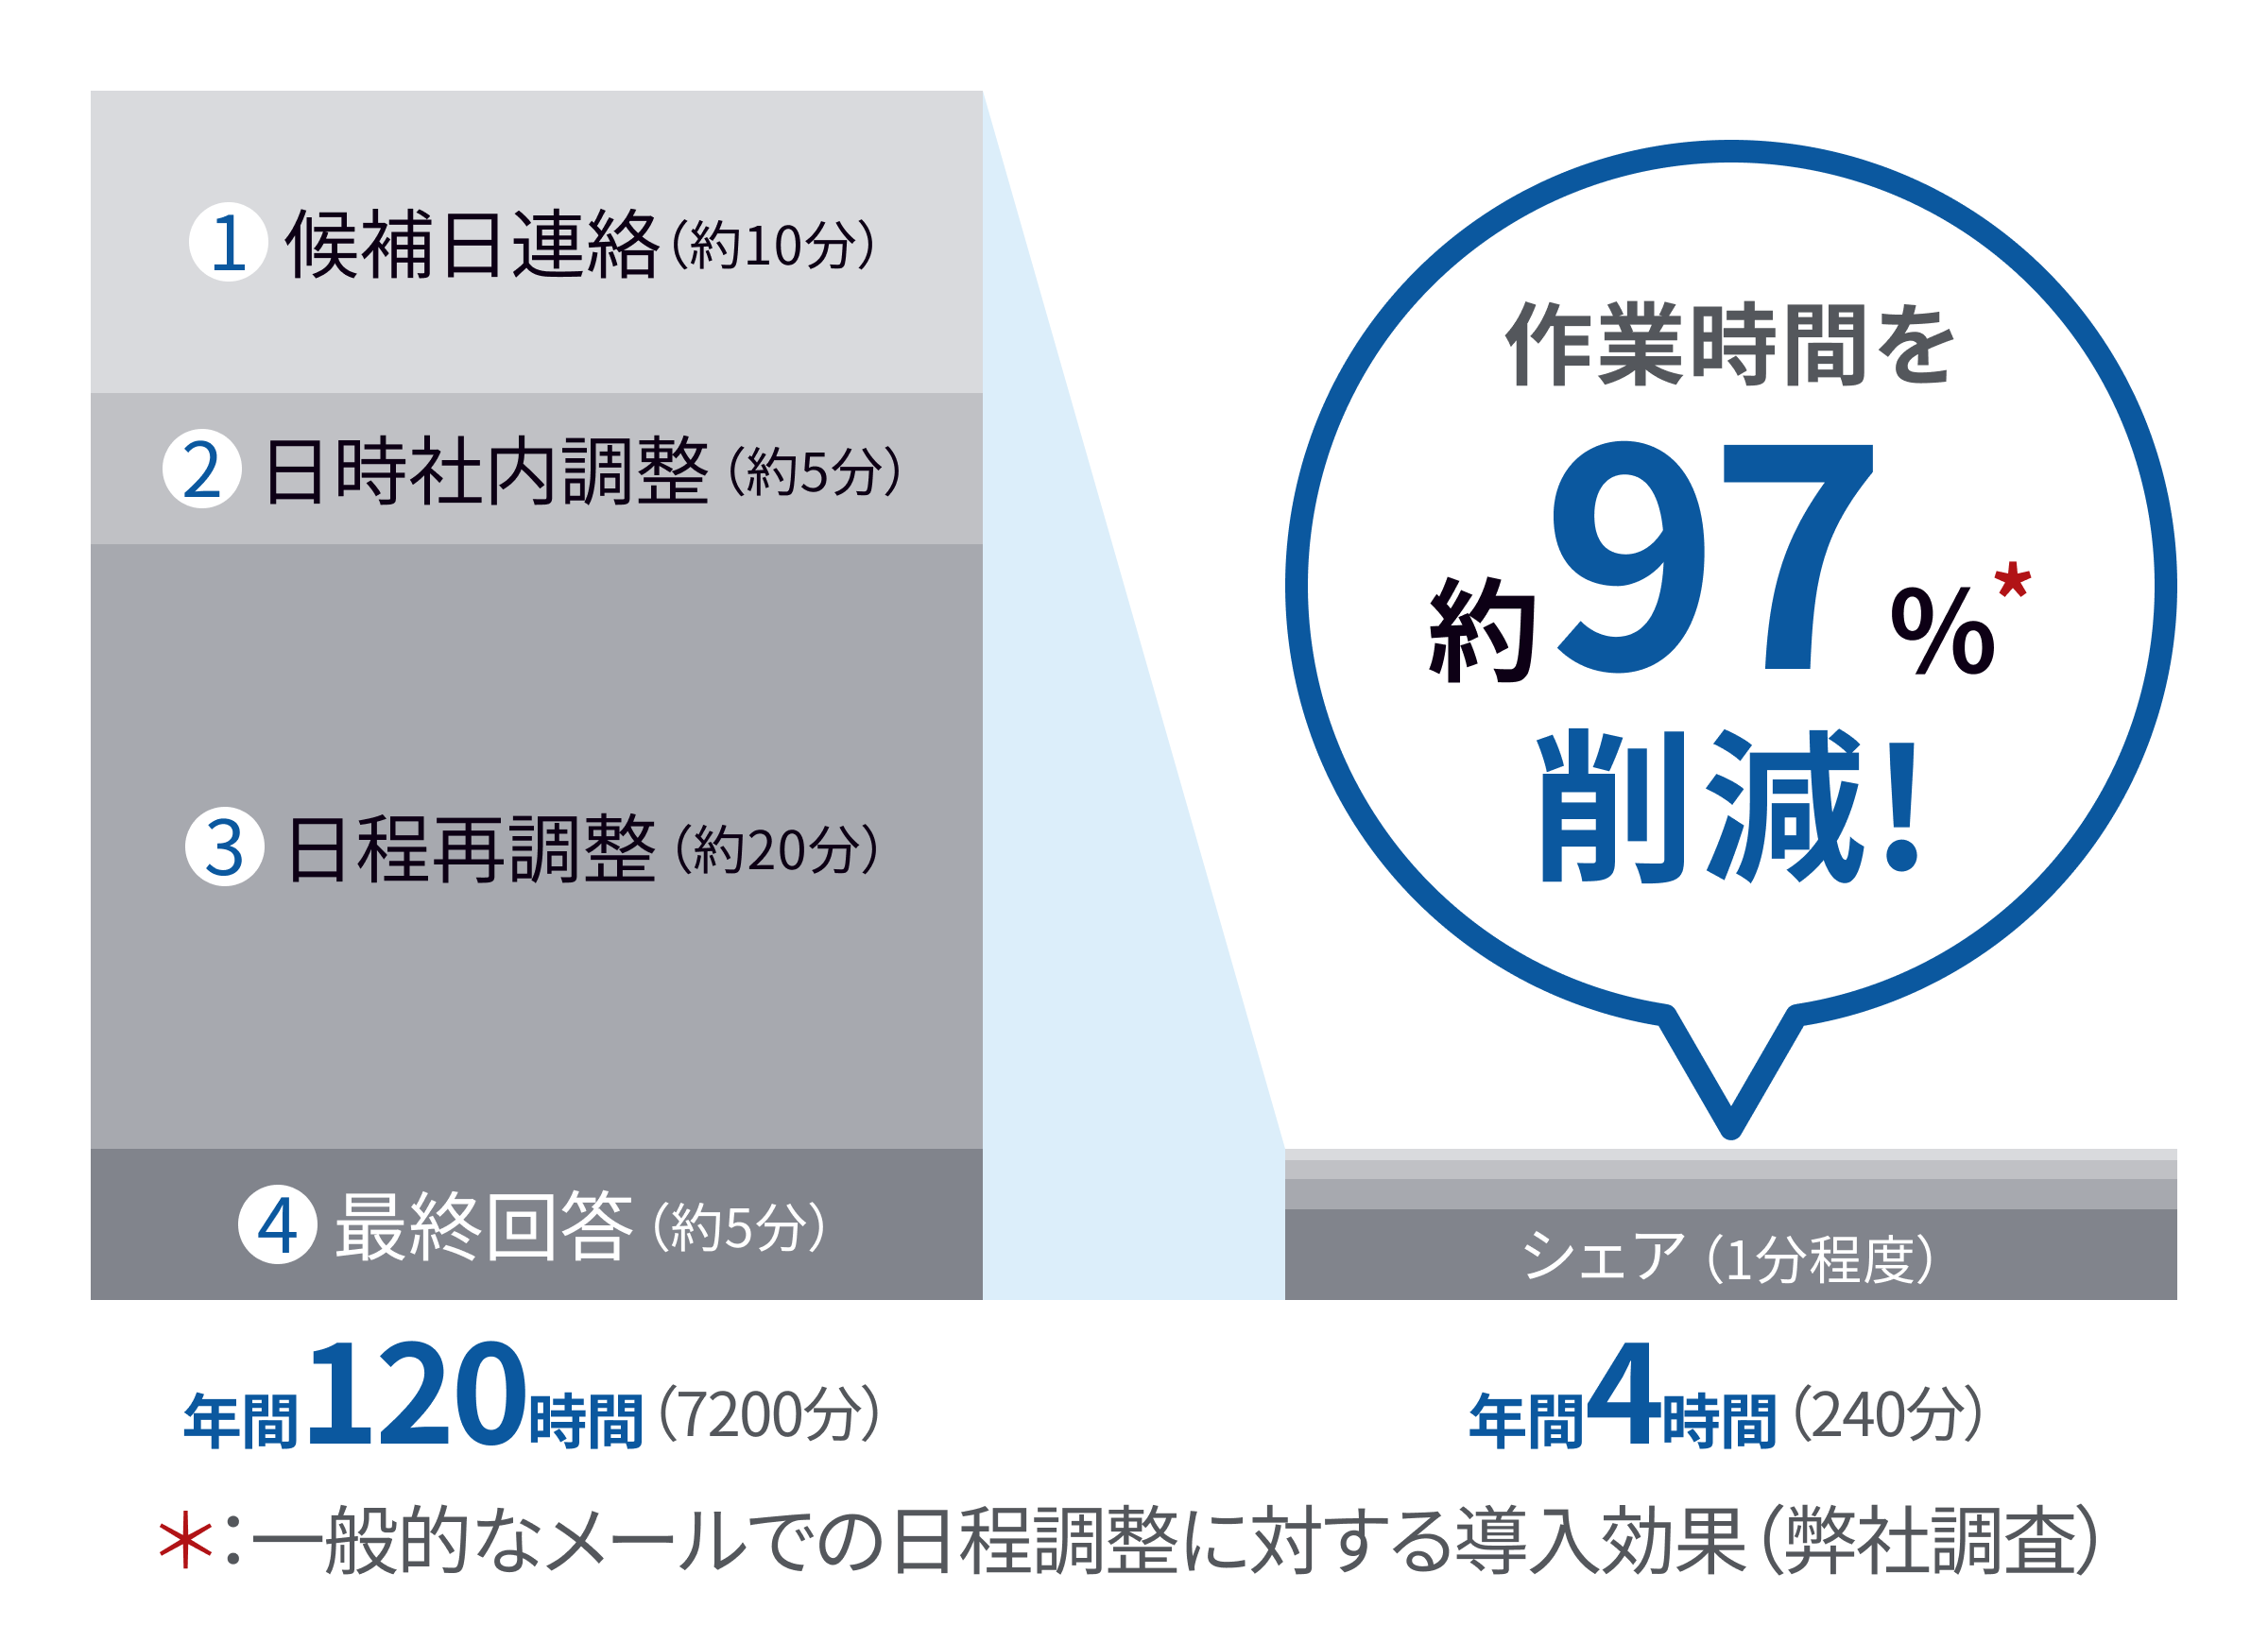 1 候補日連絡（約10分）
2 日時社内調整（約5分）
3 日程再調整（約20分）
4 最終回答（約5分）
年間120時間（7200分）
作業時間を
約97%*
削減！
シェア（1分程度）
年間4時間（240分）
*：一般的なメールでの日程調整に対する導入効果（弊社調査）